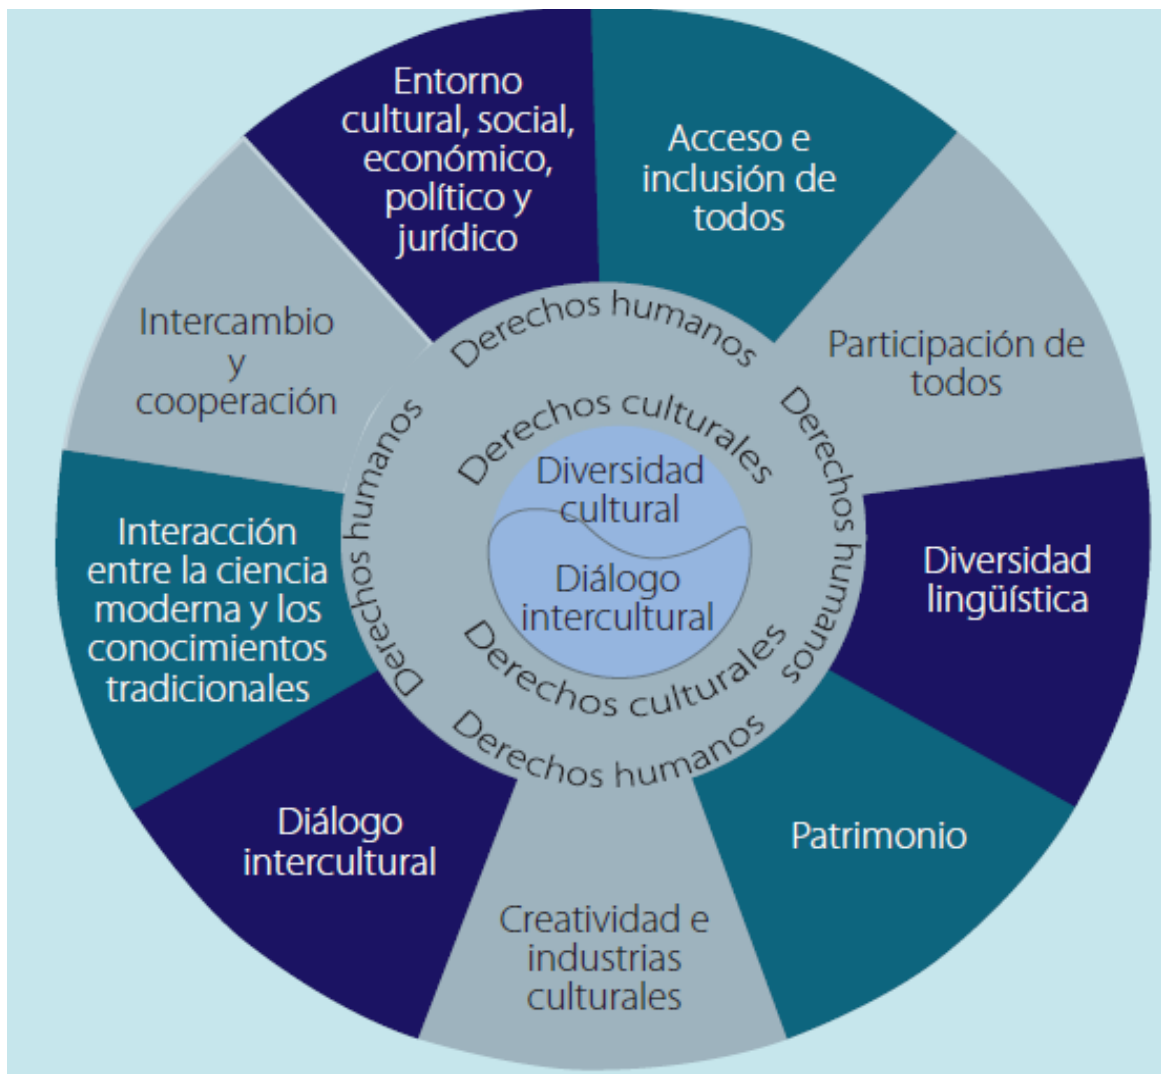 Entorno
cultural, social,
económico,
político y
jurídico
Acceso e
inclusión de
todos
Participación de
todos
Diversidad
lingüística
Patrimonio
Creatividad e
industrias
culturales
Diálogo
intercultural
Interacción
entre la ciencia
moderna y los
conocimientos
tradicionales
Intercambio
y
cooperación
Derechos humanos
Derechos humanos
Derechos humanos
Derechos humanos
Derechos culturales
Diversidad
cultural
Diálogo
intercultural
Derechos culturales